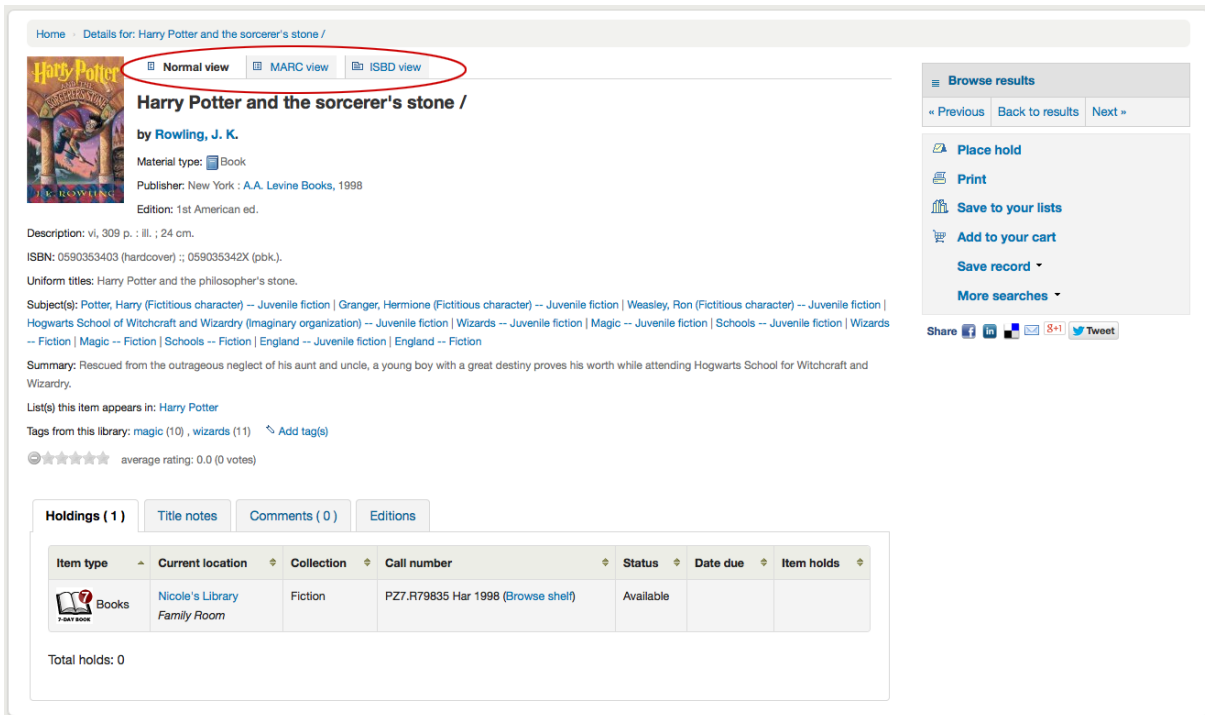 Home › Details for: Harry Potter and the sorcerer's stone /
Harry Potter
AND THE
SORCERER'S STONE
J. K. ROWLING
Normal view MARC view ISBD view
Harry Potter and the sorcerer's stone /
by Rowling, J. K.
Material type: Book
Publisher: New York : A.A. Levine Books, 1998
Edition: 1st American ed.
Description: vi, 309 p. : ill. ; 24 cm.
ISBN: 0590353403 (hardcover) :; 059035342X (pbk.).
Uniform titles: Harry Potter and the philosopher's stone.
Subject(s): Potter, Harry (Fictitious character) -- Juvenile fiction | Granger, Hermione (Fictitious character) -- Juvenile fiction | Weasley, Ron (Fictitious character) -- Juvenile fiction |
Hogwarts School of Witchcraft and Wizardry (Imaginary organization) -- Juvenile fiction | Wizards -- Juvenile fiction | Magic -- Juvenile fiction | Schools -- Juvenile fiction | Wizards
-- Fiction | Magic -- Fiction | Schools -- Fiction | England -- Juvenile fiction | England -- Fiction
Summary: Rescued from the outrageous neglect of his aunt and uncle, a young boy with a great destiny proves his worth while attending Hogwarts School for Witchcraft and
Wizardry.
List(s) this item appears in: Harry Potter
Tags from this library: magic (10) , wizards (11) Add tag(s)
average rating: 0.0 (0 votes)
Holdings ( 1 ) Title notes Comments ( 0 ) Editions
Item type Current location Collection Call number Status Date due Item holds
7 7-DAY BOOK Books Nicole's Library Fiction PZ7.R79835 Har 1998 (Browse shelf) Available
Family Room
Total holds: 0
Browse results
« Previous Back to results Next »
Place hold
Print
Save to your lists
Add to your cart
Save record
More searches
Share f in g+1 Tweet